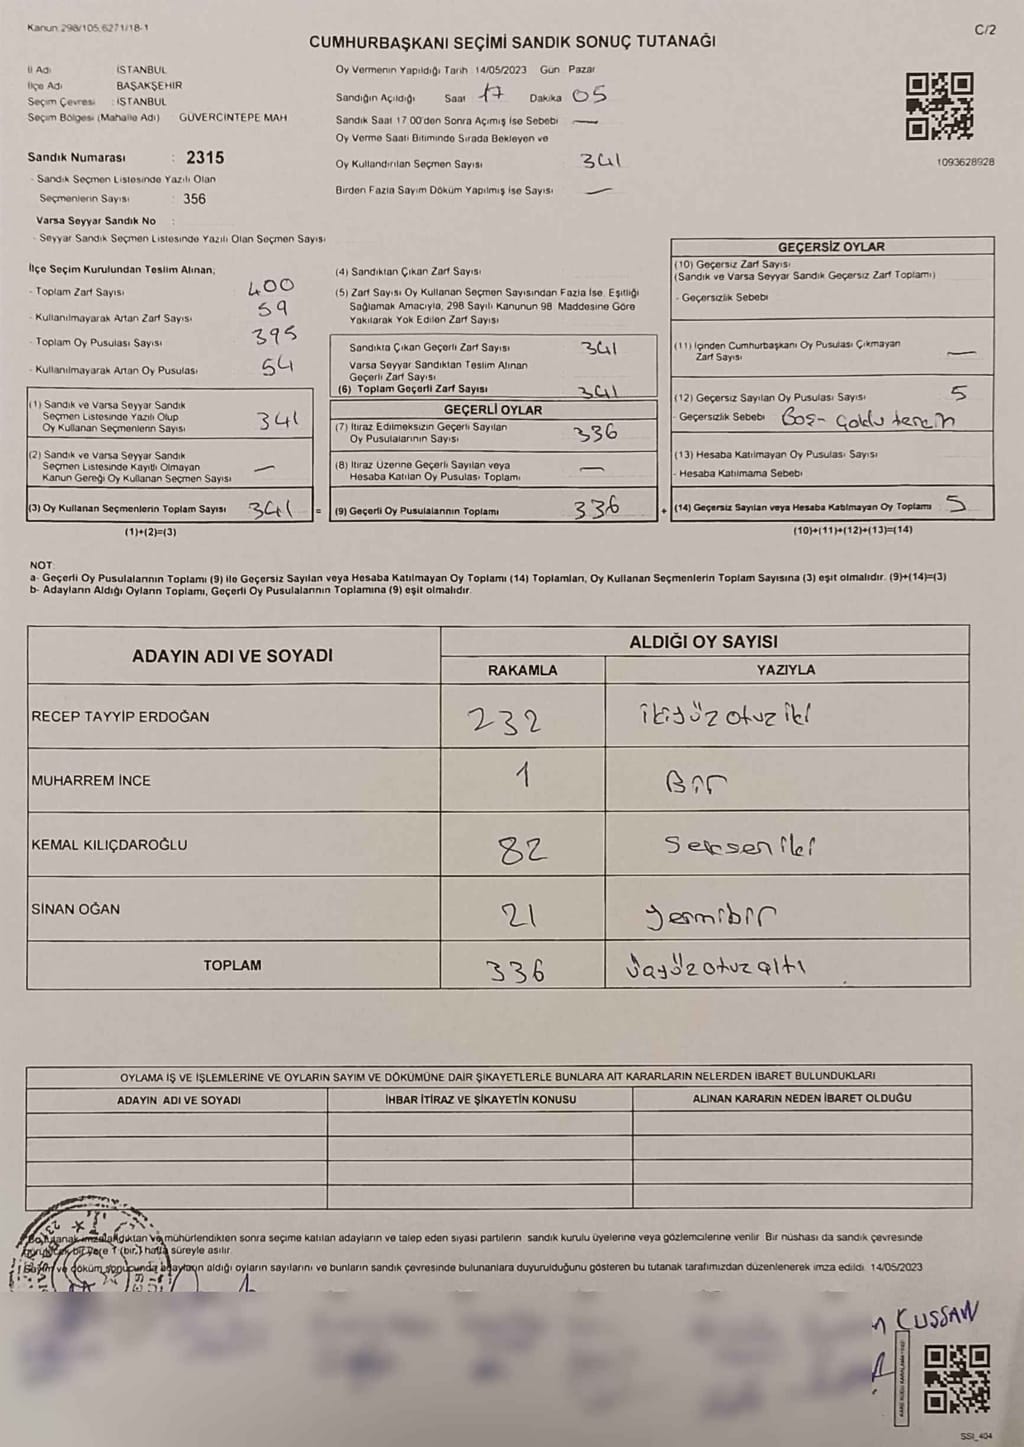 Kanun 298/105,6271/18-1
C/2
CUMHURBAŞKANI SEÇİMİ SANDIK SONUÇ TUTANAĞI
İl Adı İSTANBUL
İlçe Adı BAŞAKŞEHİR
Seçim Çevresi : İSTANBUL
Seçim Bölgesi (Mahalle Adı) GÜVERCİNTEPE MAH
Sandık Numarası : 2315
- Sandık Seçmen Listesinde Yazılı Olan
Seçmenlerin Sayısı : 356
Varsa Seyyar Sandık No :
- Seyyar Sandık Seçmen Listesinde Yazılı Olan Seçmen Sayısı
Oy Vermenin Yapıldığı Tarih : 14/05/2023 Gün Pazar
Sandığın Açıldığı Saat 17 Dakika 05
Sandık Saat 17 00'den Sonra Açımış İse Sebebi —
Oy Verme Saati Bitiminde Sırada Bekleyen ve
Oy Kullandırılan Seçmen Sayısı 341
Birden Fazla Sayım Döküm Yapılmış İse Sayısı —
1093628928
İlçe Seçim Kurulundan Teslim Alınan;
- Toplam Zarf Sayısı 400
- Kullanılmayarak Artan Zarf Sayısı 59
- Toplam Oy Pusulası Sayısı 395
- Kullanılmayarak Artan Oy Pusulası 54
(1) Sandık ve Varsa Seyyar Sandık
Seçmen Listesinde Yazılı Olup
Oy Kullanan Seçmenlerin Sayısı 341
(2) Sandık ve Varsa Seyyar Sandık
Seçmen Listesinde Kayıtlı Olmayan
Kanun Gereği Oy Kullanan Seçmen Sayısı —
(3) Oy Kullanan Seçmenlerin Toplam Sayısı 341 =
(1)+(2)=(3)
(4) Sandıktan Çıkan Zarf Sayısı
(5) Zarf Sayısı Oy Kullanan Seçmen Sayısından Fazla İse, Eşitliği
Sağlamak Amacıyla, 298 Sayılı Kanunun 98. Maddesine Göre
Yakılarak Yok Edilen Zarf Sayısı
Sandıkta Çıkan Geçerli Zarf Sayısı 341
Varsa Seyyar Sandıktan Teslim Alınan
Geçerli Zarf Sayısı
(6) Toplam Geçerli Zarf Sayısı 341
GEÇERLİ OYLAR
(7) İtiraz Edilmeksizin Geçerli Sayılan
Oy Pusulalarının Sayısı 336
(8) İtiraz Üzerine Geçerli Sayılan veya
Hesaba Katılan Oy Pusulası Toplamı —
(9) Geçerli Oy Pusulalarının Toplamı 336 +
GEÇERSİZ OYLAR
(10) Geçersiz Zarf Sayısı
(Sandık ve Varsa Seyyar Sandık Geçersiz Zarf Toplamı)
- Geçersizlik Sebebi
(11) İçinden Cumhurbaşkanı Oy Pusulası Çıkmayan
Zarf Sayısı —
(12) Geçersiz Sayılan Oy Pusulası Sayısı 5
- Geçersizlik Sebebi Boş-
(13) Hesaba Katılmayan Oy Pusulası Sayısı
- Hesaba Katılmama Sebebi
(14) Geçersiz Sayılan veya Hesaba Katılmayan Oy Toplamı 5
(10)+(11)+(12)+(13)=(14)
NOT:
a- Geçerli Oy Pusulalarının Toplamı (9) ile Geçersiz Sayılan veya Hesaba Katılmayan Oy Toplamı (14) Toplamları, Oy Kullanan Seçmenlerin Toplam Sayısına (3) eşit olmalıdır. (9)+(14)=(3)
b- Adayların Aldığı Oyların Toplamı, Geçerli Oy Pusulalarının Toplamına (9) eşit olmalıdır.
ADAYIN ADI VE SOYADI
ALDIĞI OY SAYISI
RAKAMLA YAZIYLA
RECEP TAYYİP ERDOĞAN 232 ikiyüzotuziki
MUHARREM İNCE 1 Bir
KEMAL KILIÇDAROĞLU 82 Sekseniki
SİNAN OĞAN 21 yirmibir
TOPLAM 336 üçyüzotuzaltı
OYLAMA İŞ VE İŞLEMLERİNE VE OYLARIN SAYIM VE DÖKÜMÜNE DAİR ŞİKAYETLERLE BUNLARA AİT KARARLARIN NELERDEN İBARET BULUNDUKLARI
ADAYIN ADI VE SOYADI İHBAR İTİRAZ VE ŞİKAYETİN KONUSU ALINAN KARARIN NEDEN İBARET OLDUĞU
Bu tutanak imzalandıktan ve mühürlendikten sonra seçime katılan adayların ve talep eden siyasi partilerin sandık kurulu üyelerine veya gözlemcilerine verilir. Bir nüshası da sandık çevresinde
bir yere 1 (bir) hafta süreyle asılır.
Sayım ve döküm sonucunda adayların aldığı oyların sayılarını ve bunların sandık çevresinde bulunanlara duyurulduğunu gösteren bu tutanak tarafımızdan düzenlenerek imza edildi. 14/05/2023
SSI_404